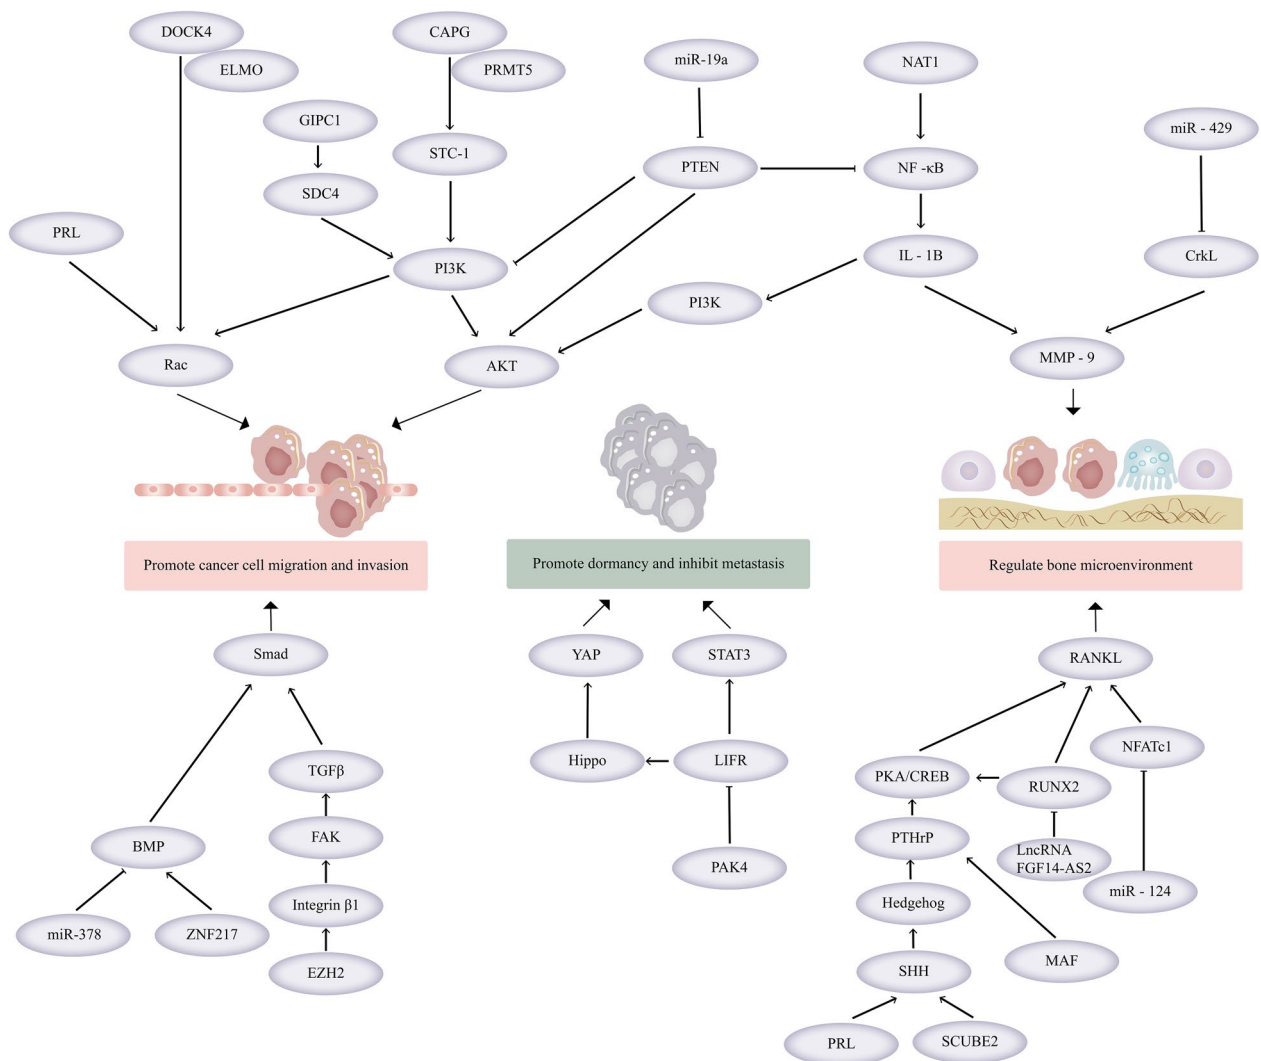 DOCK4
ELMO
CAPG
PRMT5
miR-19a
NAT1
GIPC1
STC-1
PTEN
NF -κB
miR - 429
SDC4
PRL
PI3K
IL - 1B
CrkL
PI3K
Rac
AKT
MMP - 9
Promote cancer cell migration and invasion
Promote dormancy and inhibit metastasis
Regulate bone microenvironment
Smad
YAP
STAT3
RANKL
TGFβ
Hippo
LIFR
NFATc1
PKA/CREB
RUNX2
FAK
BMP
PTHrP
LncRNA
FGF14-AS2
PAK4
miR - 124
Integrin β1
Hedgehog
miR-378
ZNF217
EZH2
SHH
MAF
PRL
SCUBE2